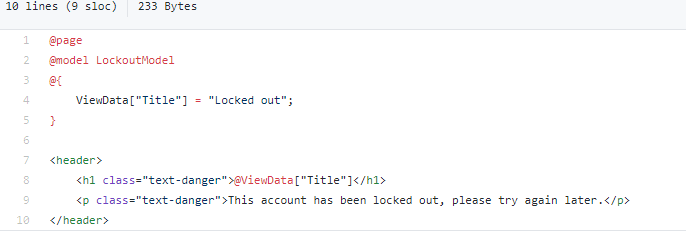 10 lines (9 sloc) 233 Bytes
1 @page
2 @model LockoutModel
3 @{
4     ViewData["Title"] = "Locked out";
5 }
6
7 <header>
8     <h1 class="text-danger">@ViewData["Title"]</h1>
9     <p class="text-danger">This account has been locked out, please try again later.</p>
10 </header>